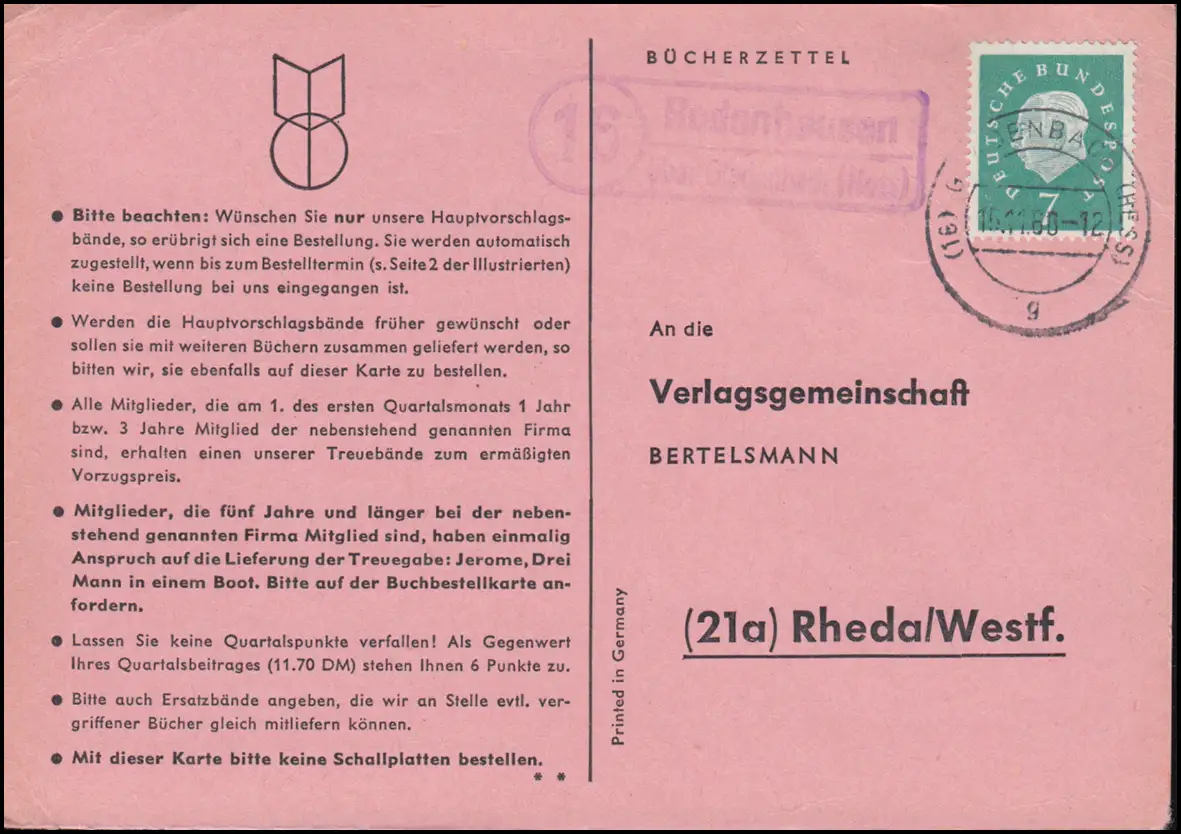 ● Bitte beachten: Wünschen Sie nur unsere Hauptvorschlags-
bände, so erübrigt sich eine Bestellung. Sie werden automatisch
zugestellt, wenn bis zum Bestelltermin (s. Seite 2 der Illustrierten)
keine Bestellung bei uns eingegangen ist.
● Werden die Hauptvorschlagsbände früher gewünscht oder
sollen sie mit weiteren Büchern zusammen geliefert werden, so
bitten wir, sie ebenfalls auf dieser Karte zu bestellen.
● Alle Mitglieder, die am 1. des ersten Quartalsmonats 1 Jahr
bzw. 3 Jahre Mitglied der nebenstehend genannten Firma
sind, erhalten einen unserer Treuebände zum ermäßigten
Vorzugspreis.
● Mitglieder, die fünf Jahre und länger bei der neben-
stehend genannten Firma Mitglied sind, haben einmalig
Anspruch auf die Lieferung der Treuegabe: Jerome, Drei
Mann in einem Boot. Bitte auf der Buchbestellkarte an-
fordern.
● Lassen Sie keine Quartalspunkte verfallen! Als Gegenwert
Ihres Quartalsbeitrages (11.70 DM) stehen Ihnen 6 Punkte zu.
● Bitte auch Ersatzbände angeben, die wir an Stelle evtl. ver-
griffener Bücher gleich mitliefern können.
● Mit dieser Karte bitte keine Schallplatten bestellen.
* *
BÜCHERZETTEL
16 Rodenhausen
(Hess)
DEUTSCHE BUNDESPOST
7
(16) ENBAC (HESS)
.11.60-12
g
An die
Verlagsgemeinschaft
BERTELSMANN
(21a) Rheda/Westf.
Printed in Germany